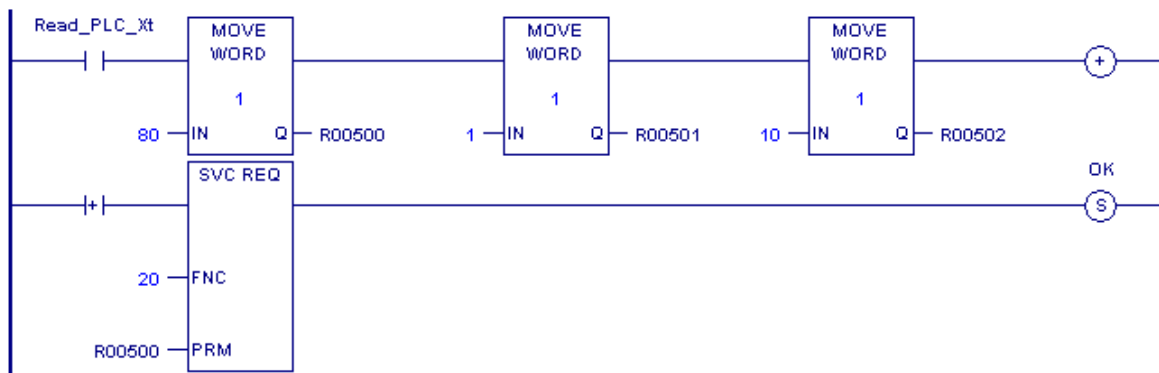 Read_PLC_Xt
MOVE WORD MOVE WORD MOVE WORD
1 1 1 +
80 IN Q R00500 1 IN Q R00501 10 IN Q R00502
SVC REQ OK
+ S
20 FNC
R00500 PRM